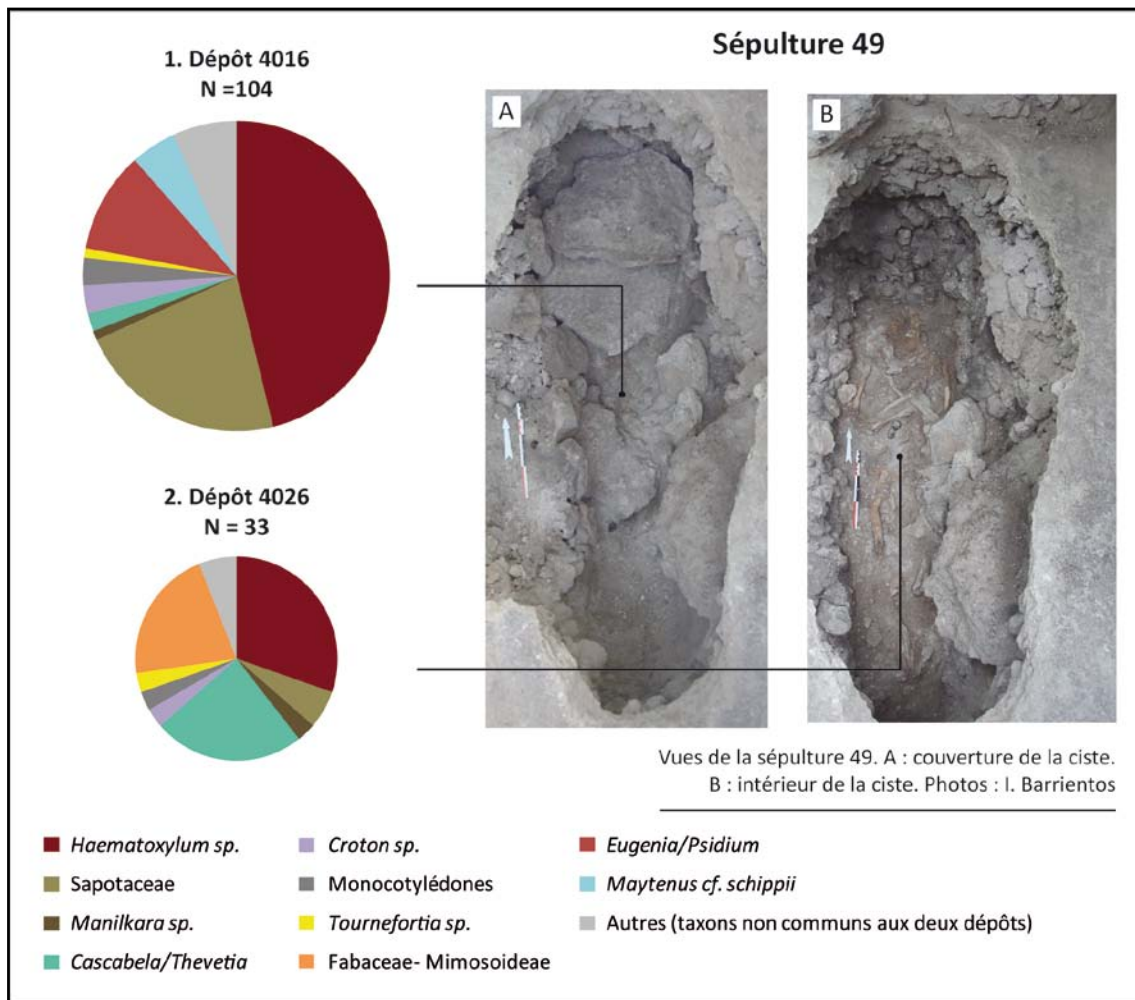 Sépulture 49
1. Dépôt 4016
N =104
A
B
2. Dépôt 4026
N = 33
Vues de la sépulture 49. A : couverture de la ciste.
B : intérieur de la ciste. Photos : I. Barrientos
Haematoxylum sp.
Sapotaceae
Manilkara sp.
Cascabela/Thevetia
Croton sp.
Monocotylédones
Tournefortia sp.
Fabaceae- Mimosoideae
Eugenia/Psidium
Maytenus cf. schippii
Autres (taxons non communs aux deux dépôts)